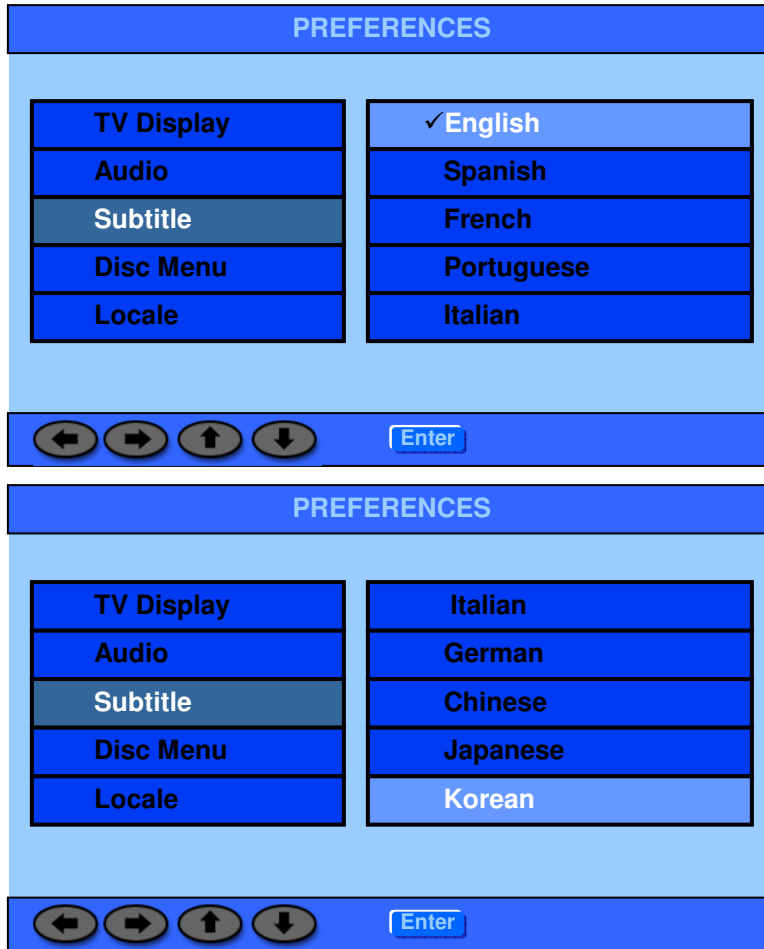 PREFERENCES
TV Display
Audio
Subtitle
Disc Menu
Locale
✓English
Spanish
French
Portuguese
Italian
Enter
PREFERENCES
TV Display
Audio
Subtitle
Disc Menu
Locale
Italian
German
Chinese
Japanese
Korean
Enter